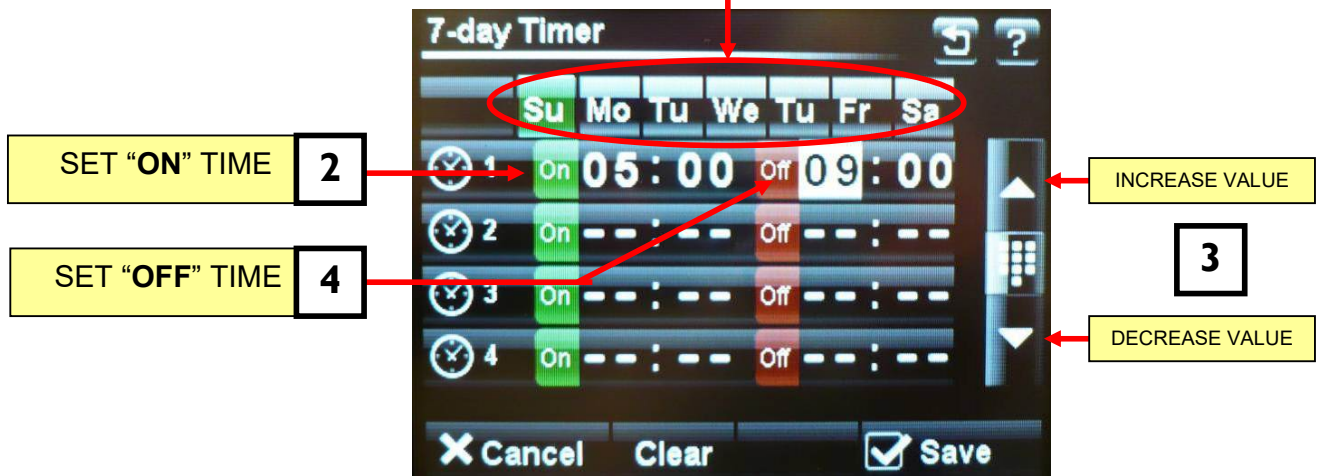 7-day Timer ?
Su Mo Tu We Tu Fr Sa
SET “ON” TIME 2
1 On 05:00 Off 09:00
INCREASE VALUE
2 On --:-- Off --:--
SET “OFF” TIME 4
3
3 On --:-- Off --:--
DECREASE VALUE
4 On --:-- Off --:--
Cancel Clear Save